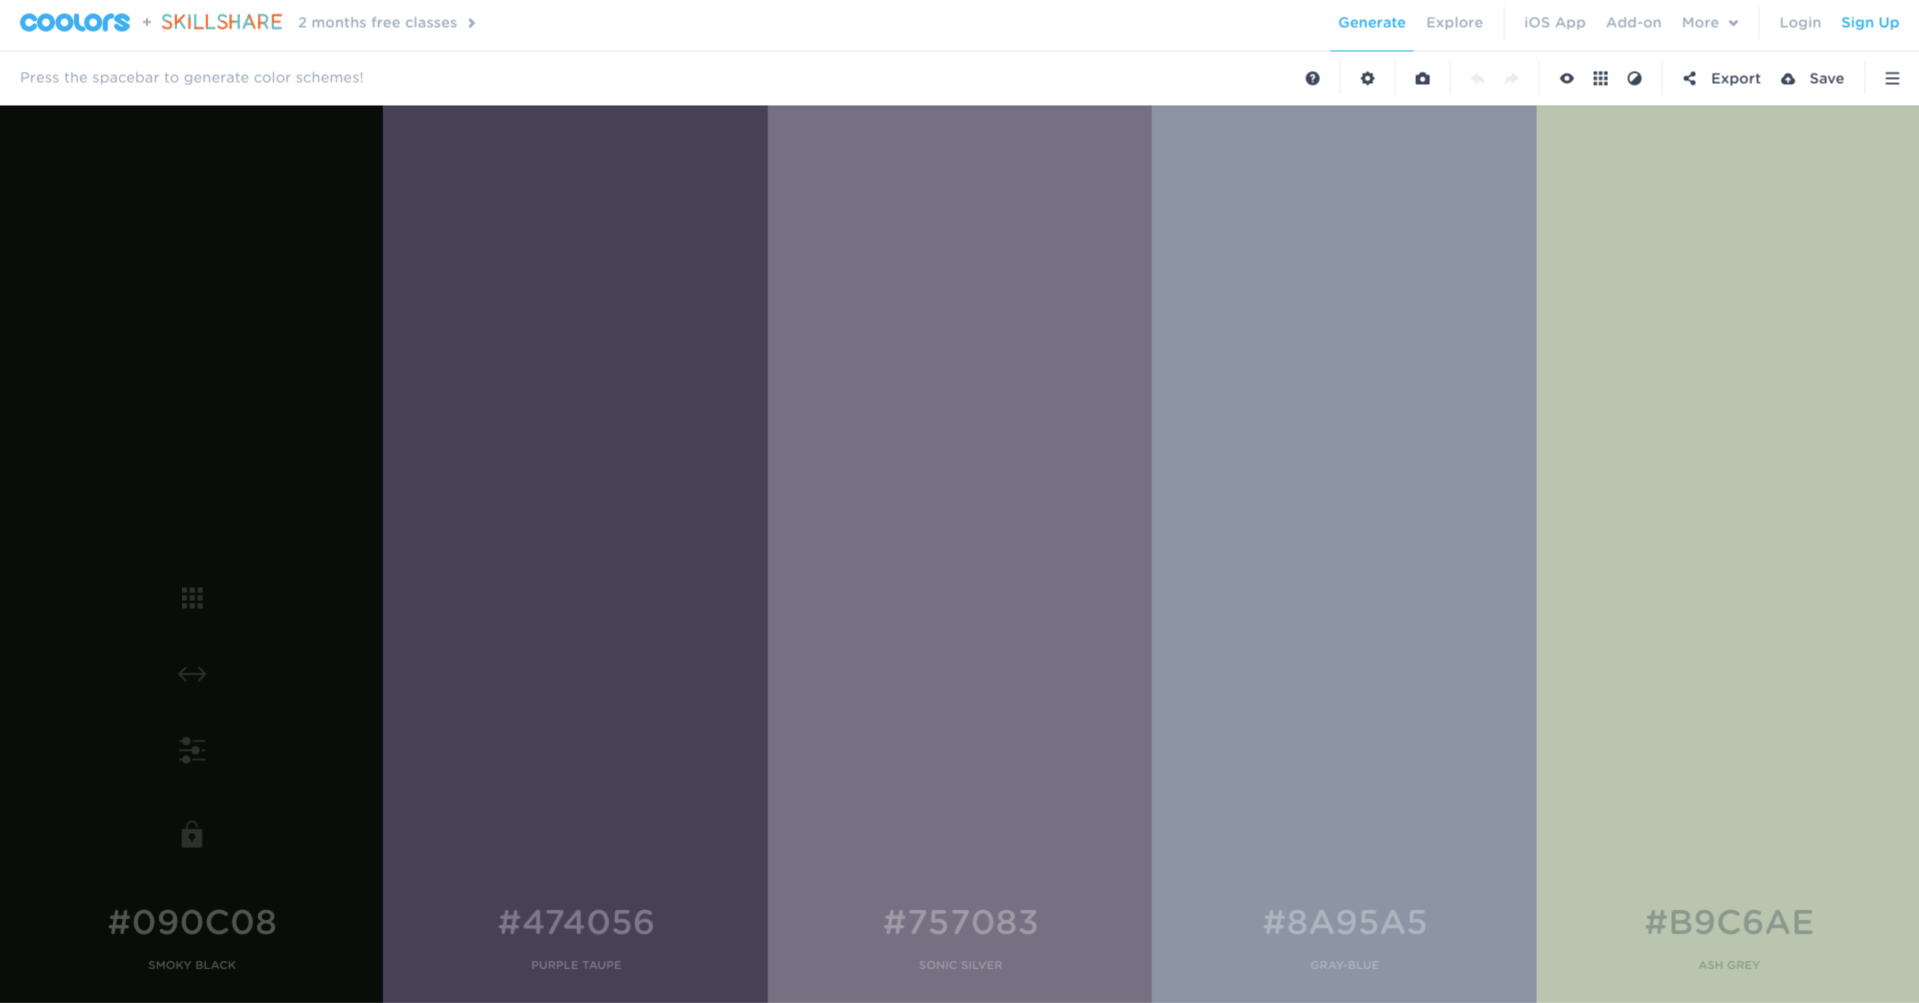 coolors + SKILLSHARE 2 months free classes
Generate Explore iOS App Add-on More Login Sign Up
Press the spacebar to generate color schemes!
Export Save
#090C08
SMOKY BLACK
#474056
PURPLE TAUPE
#757083
SONIC SILVER
#8A95A5
GRAY-BLUE
#B9C6AE
ASH GREY